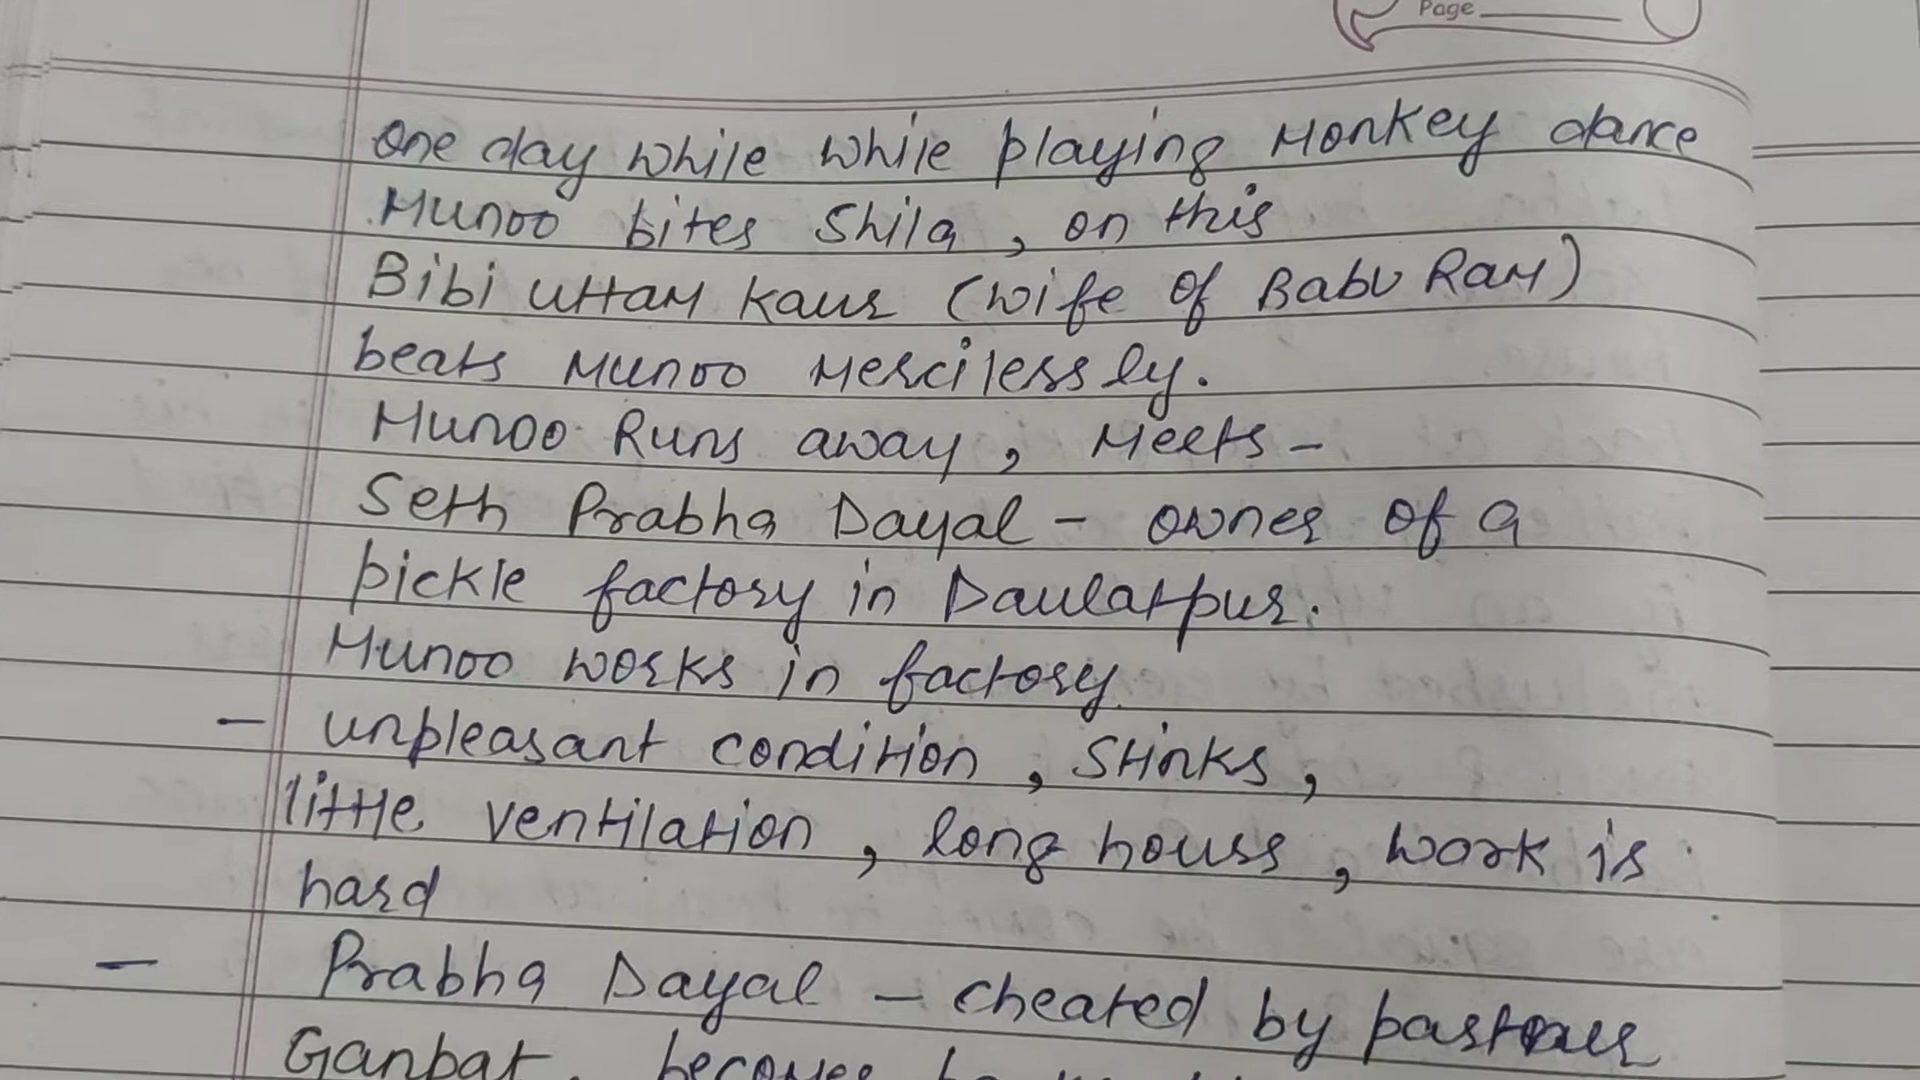 Page
One day while while playing Monkey dance
Munoo bites Shila, on this
Bibi Uttam Kaur (wife of Babu Ram)
beats Munoo Mercilessly.
Munoo Runs away, Meets -
Seth Prabha Dayal - owner of a
pickle factory in Daulatpur.
Munoo works in factory
- unpleasant condition, Stinks,
little ventilation, long hours, work is
hard
- Prabha Dayal - cheated by partner
Ganpat, becomes